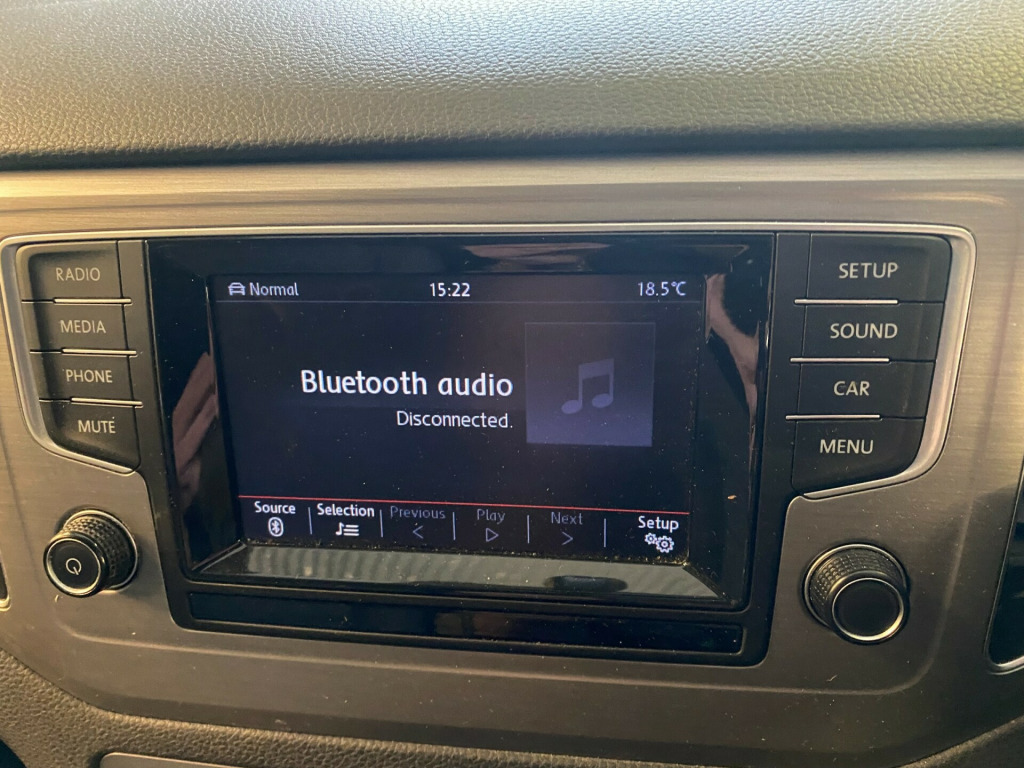 RADIO
MEDIA
PHONE
MUTE
Normal 15:22 18.5°C
Bluetooth audio
Disconnected.
Source Selection Previous Play Next Setup
SETUP
SOUND
CAR
MENU